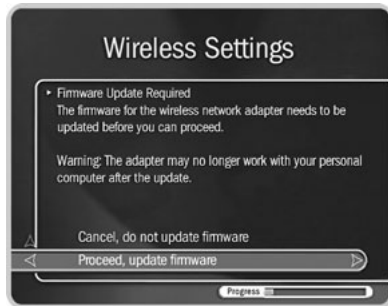 Wireless Settings
Firmware Update Required
The firmware for the wireless network adapter needs to be
updated before you can proceed.
Warning: The adapter may no longer work with your personal
computer after the update.
Cancel, do not update firmware
Proceed, update firmware
Progress